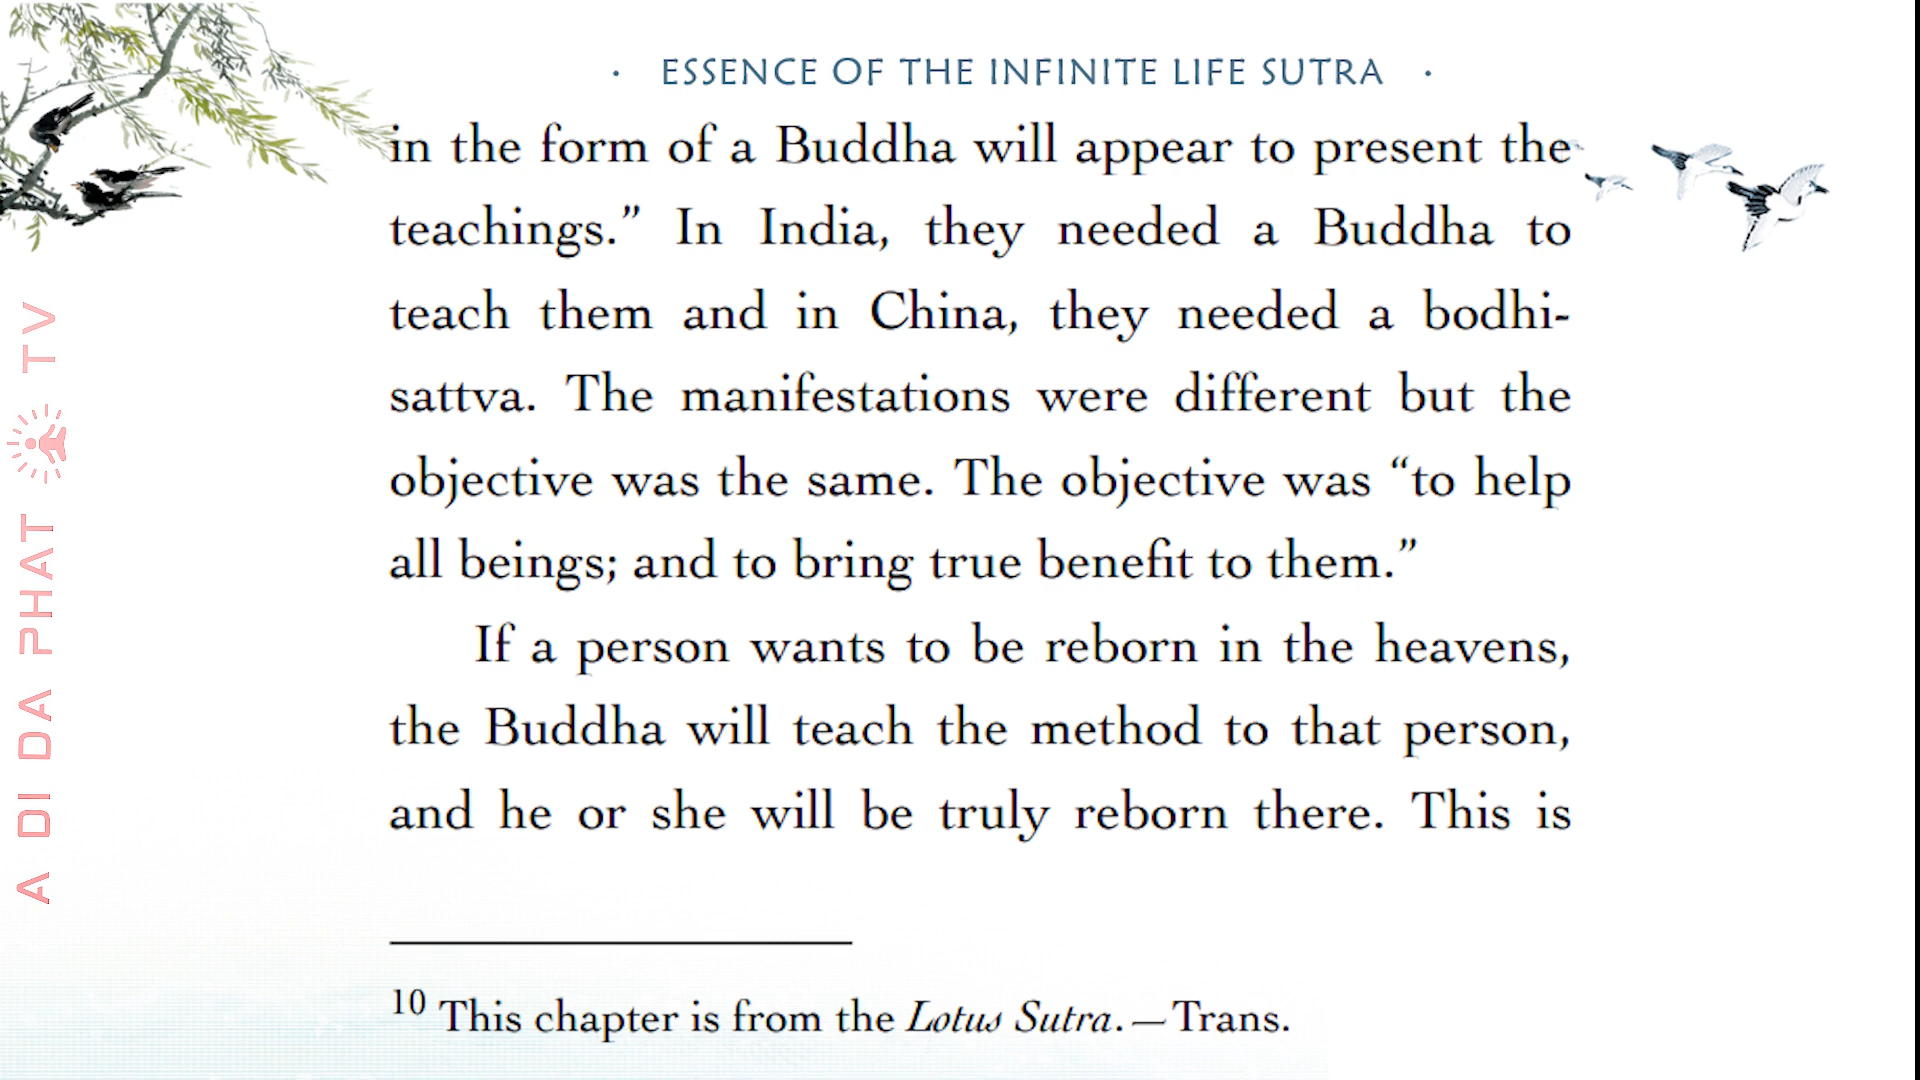 · ESSENCE OF THE INFINITE LIFE SUTRA ·
in the form of a Buddha will appear to present the
teachings.” In India, they needed a Buddha to
teach them and in China, they needed a bodhi-
sattva. The manifestations were different but the
objective was the same. The objective was “to help
all beings; and to bring true benefit to them.”
If a person wants to be reborn in the heavens,
the Buddha will teach the method to that person,
and he or she will be truly reborn there. This is
10 This chapter is from the Lotus Sutra.—Trans.
A DI DA PHAT TV